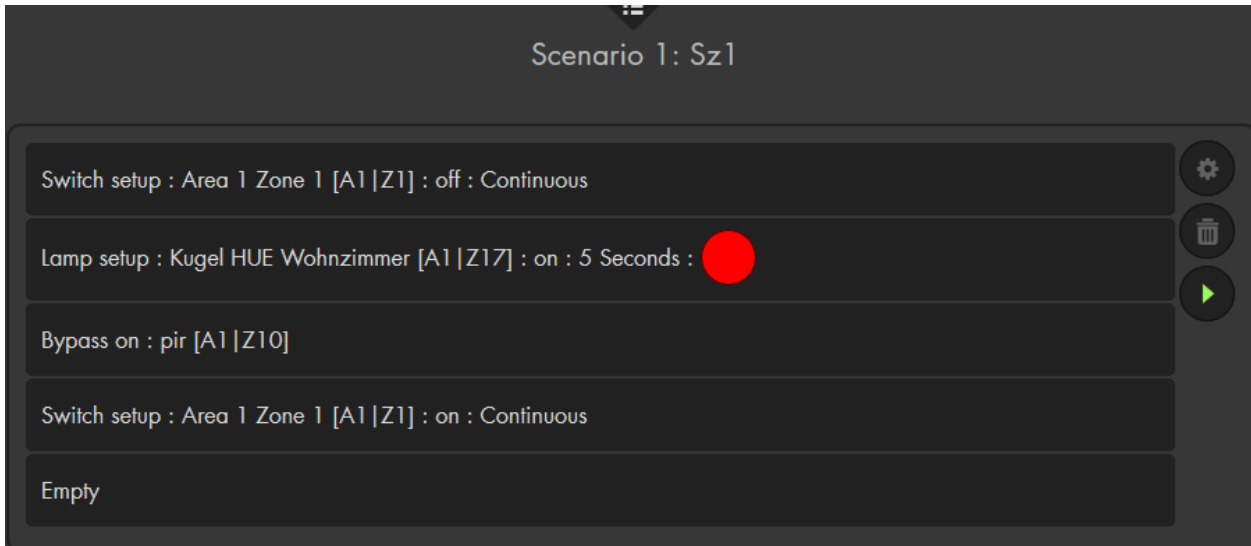 Scenario 1: Sz1
Switch setup : Area 1 Zone 1 [A1|Z1] : off : Continuous
Lamp setup : Kugel HUE Wohnzimmer [A1|Z17] : on : 5 Seconds :
Bypass on : pir [A1|Z10]
Switch setup : Area 1 Zone 1 [A1|Z1] : on : Continuous
Empty